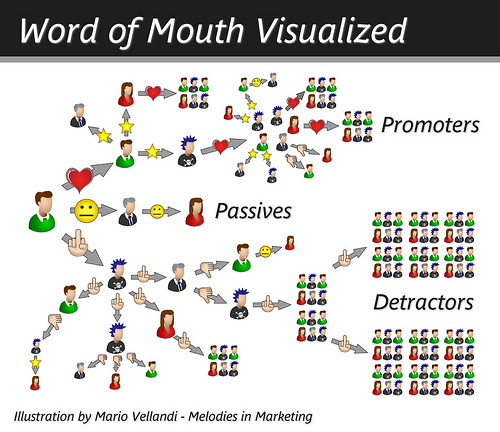 Word of Mouth Visualized
Promoters
Passives
Detractors
Illustration by Mario Vellandi - Melodies in Marketing